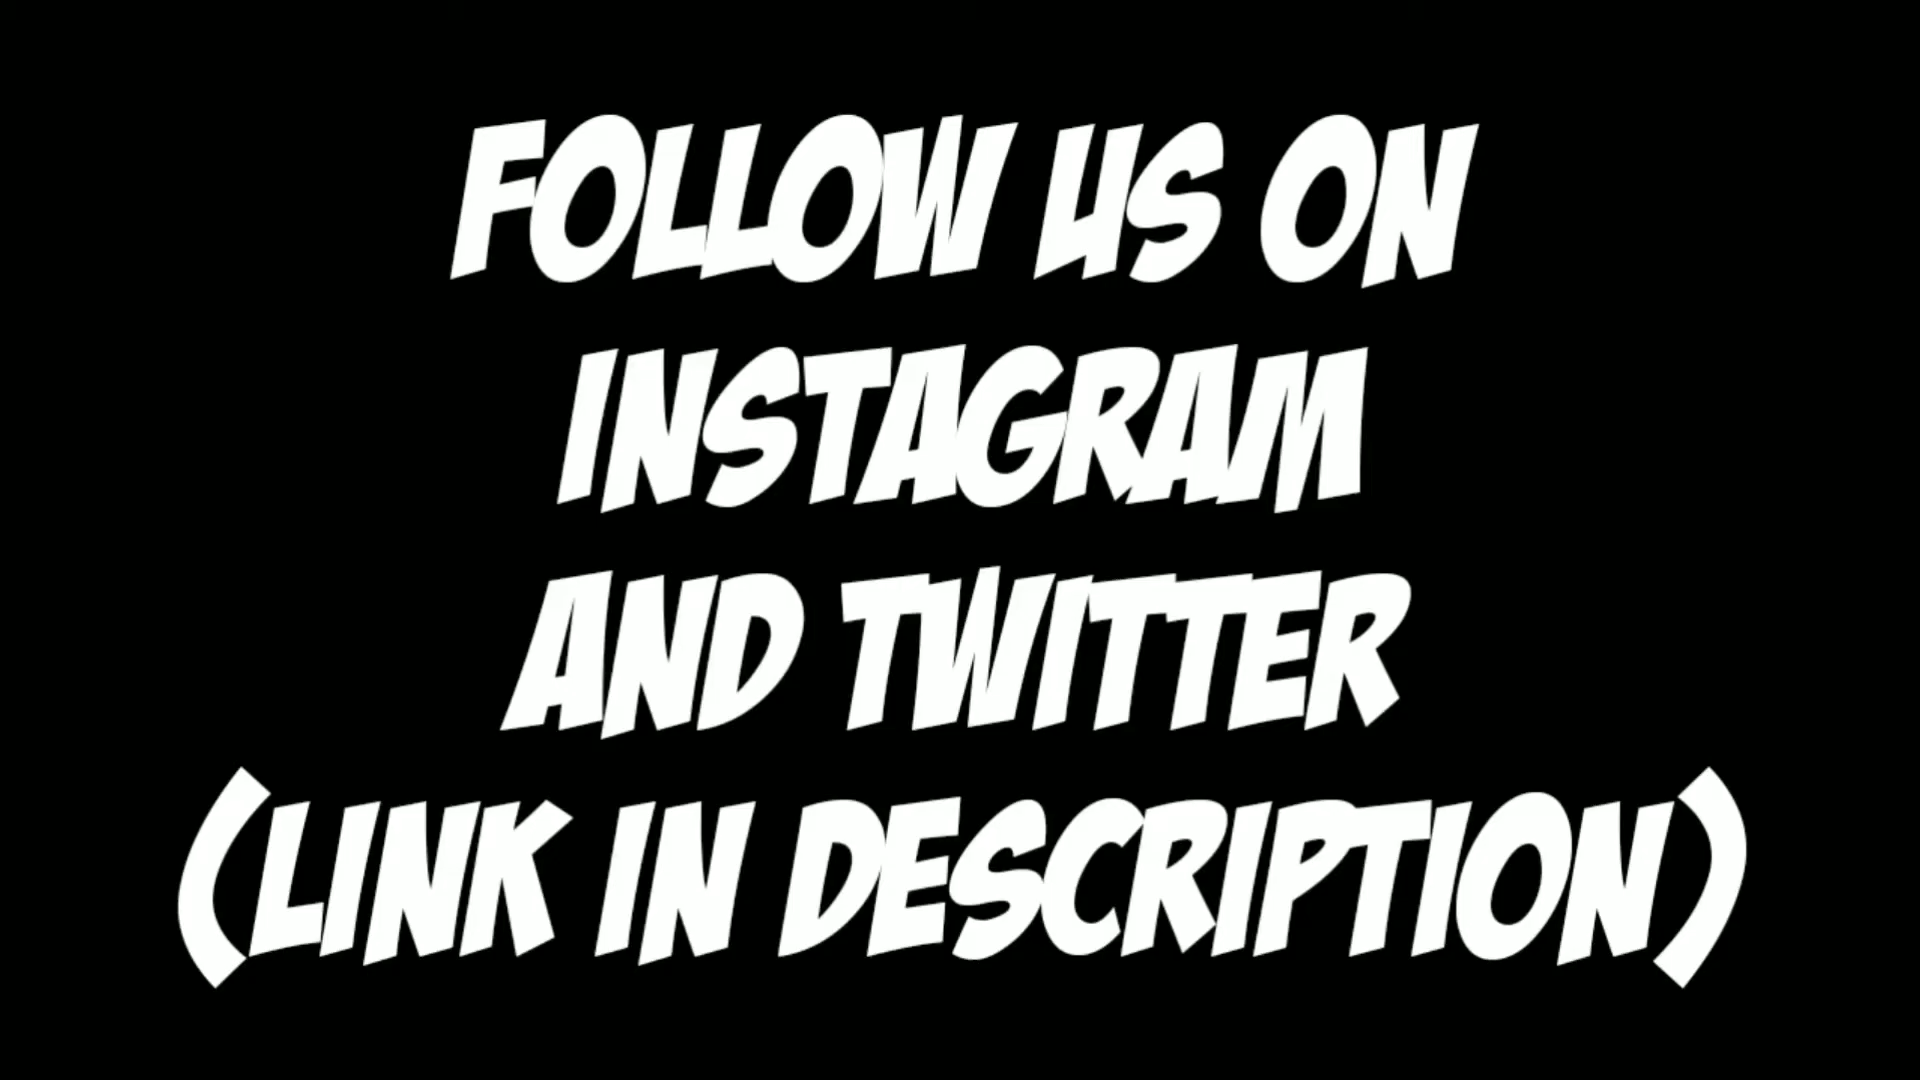 FOLLOW US ON
INSTAGRAM
AND TWITTER
(LINK IN DESCRIPTION)